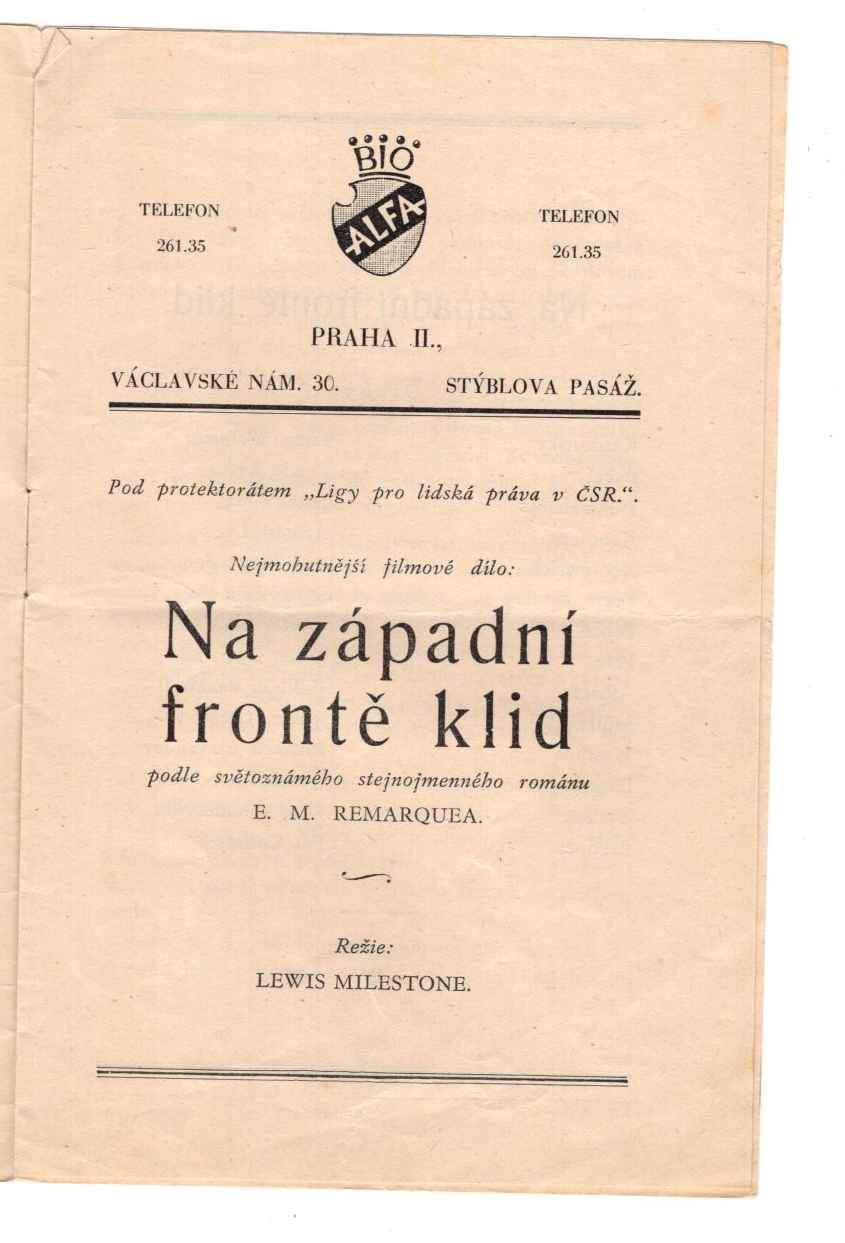 BIO
ALFA
TELEFON
261.35
TELEFON
261.35
PRAHA II.,
VÁCLAVSKÉ NÁM. 30.
STÝBLOVA PASÁŽ.
Pod protektorátem „Ligy pro lidská práva v ČSR.“.
Nejmohutnější filmové dílo:
Na západní
frontě klid
podle světoznámého stejnojmenného románu
E. M. REMARQUEA.
Režie:
LEWIS MILESTONE.